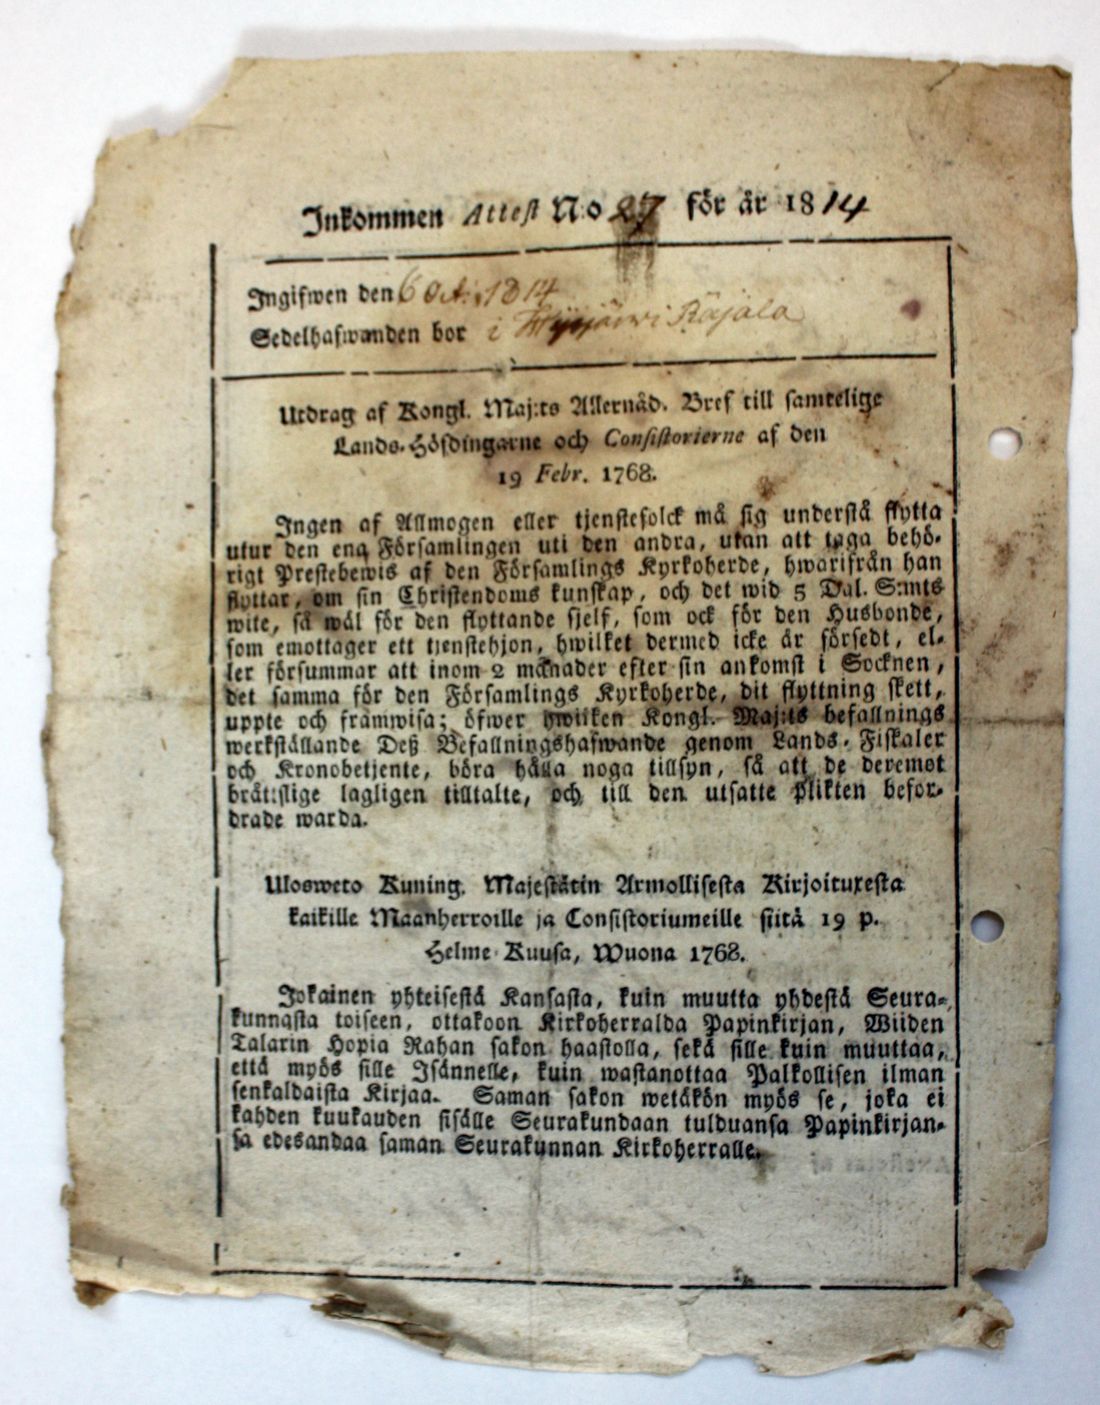 Inkommen Attest No 27 för år 1814
Ingifwen den 6 Oct. 1814
Sedelhafwanden bor i Räjala
Utdrag af Kongl. Maj:ts Allernåd. Bref till samtelige
Lands-Höfdingarne och Consistorierne af den
19 Febr. 1768.
Ingen af Allmogen eller tjenstefolck må sig understå flytta
utur den ena Församlingen uti den andra, utan att taga behö-
rigt Prestebewis af den Församlings Kyrkoherde, hwarifrån han
flyttar, om sin Christendoms kunskap, och det wid 5 Dal. S:mts
wite, så wäl för den flyttande sjelf, som ock för den Husbonde,
som emottager ett tjenstehjon, hwilket dermed icke är försedt, el-
ler försummar att inom 2 månader efter sin ankomst i Socknen,
det samma för den Församlings Kyrkoherde, dit flyttning skett,
uppte och framwisa; öfwer hwilken Kongl. Maj:ts befallnings
werkställande Deß Befallningshafwande genom Lands-Fiskaler
och Kronobetjente, böra hålla noga tillsyn, så att de deremot
bråttslige lagligen tilltalte, och till den utsatte plikten befor-
drade warda.
Ulosweto Kuning. Majestätin Armollisesta Kirjoituxesta
kaikille Maanherroille ja Consistoriumeille siitä 19 p.
Helme-Kuusa, Wuona 1768.
Jokainen yhteisestä Kansasta, kuin muutta yhdestä Seura-
kunnasta toiseen, ottakoon Kirkoherralda Papinkirjan, Wiiden
Talarin Hopia Rahan sakon haastolla, sekä sille kuin muuttaa,
että myös sille Isännelle, kuin wastanottaa Palkollisen ilman
senkaldaista Kirjaa. Saman sakon wetäkön myös se, joka ei
kahden kuukauden sisälle Seurakundaan tulduansa Papinkirjan-
sa edesandaa saman Seurakunnan Kirkoherralle.